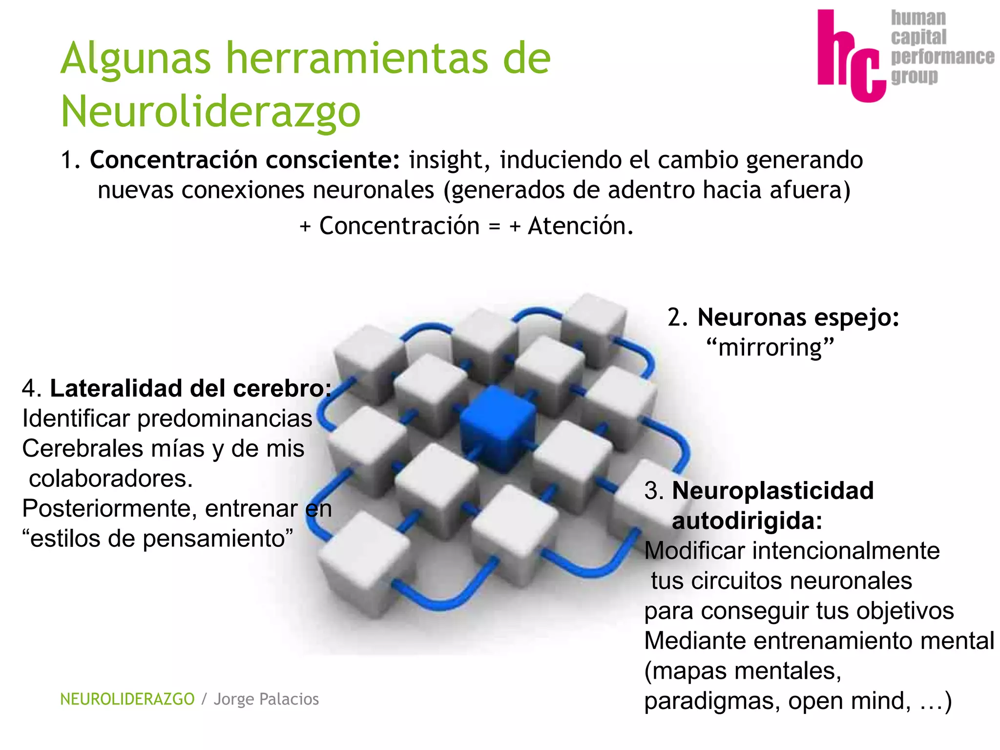 human
capital
performance
group
hc
Algunas herramientas de
Neuroliderazgo
1. Concentración consciente: insight, induciendo el cambio generando
nuevas conexiones neuronales (generados de adentro hacia afuera)
+ Concentración = + Atención.
2. Neuronas espejo:
“mirroring”
4. Lateralidad del cerebro:
Identificar predominancias
Cerebrales mías y de mis
colaboradores.
Posteriormente, entrenar en
“estilos de pensamiento”
3. Neuroplasticidad
autodirigida:
Modificar intencionalmente
tus circuitos neuronales
para conseguir tus objetivos
Mediante entrenamiento mental
(mapas mentales,
paradigmas, open mind, …)
NEUROLIDERAZGO / Jorge Palacios